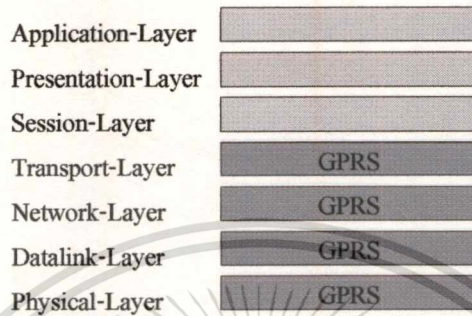 Application-Layer
Presentation-Layer
Session-Layer
Transport-Layer GPRS
Network-Layer GPRS
Datalink-Layer GPRS
Physical-Layer GPRS